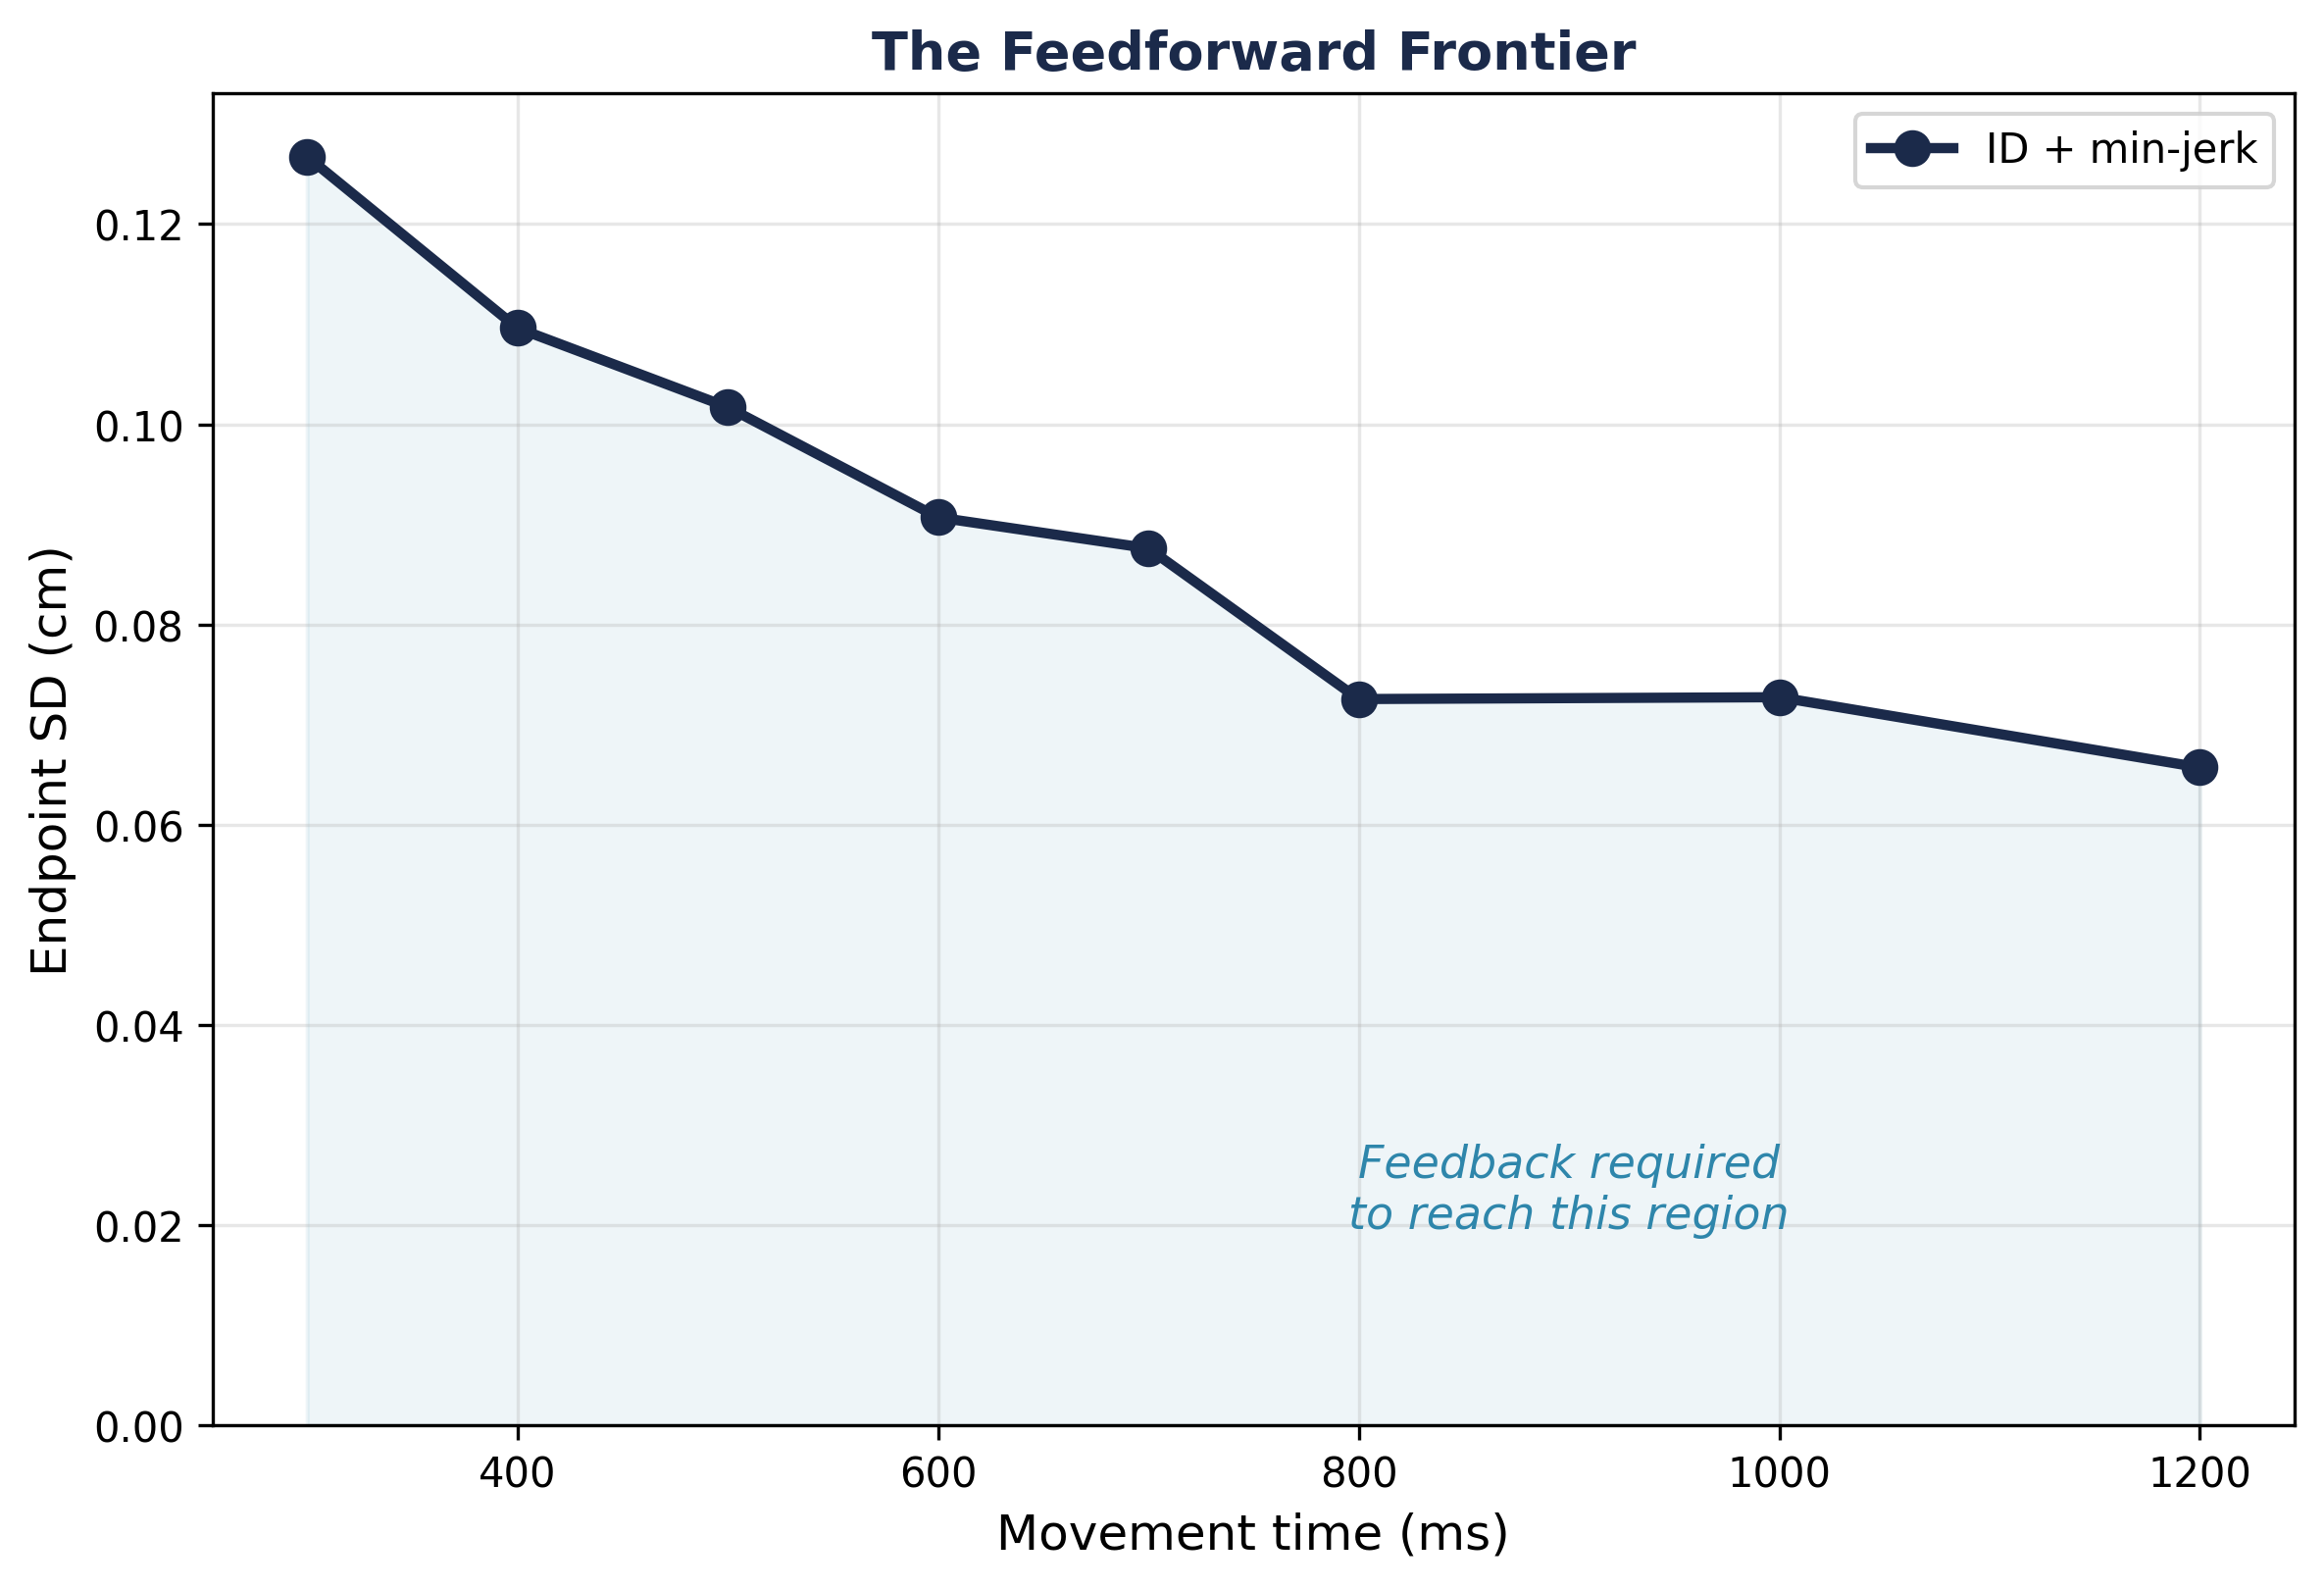 The Feedforward Frontier
ID + min-jerk
Endpoint SD (cm)
0.12
0.10
0.08
0.06
0.04
0.02
0.00
Feedback required
to reach this region
400 600 800 1000 1200
Movement time (ms)